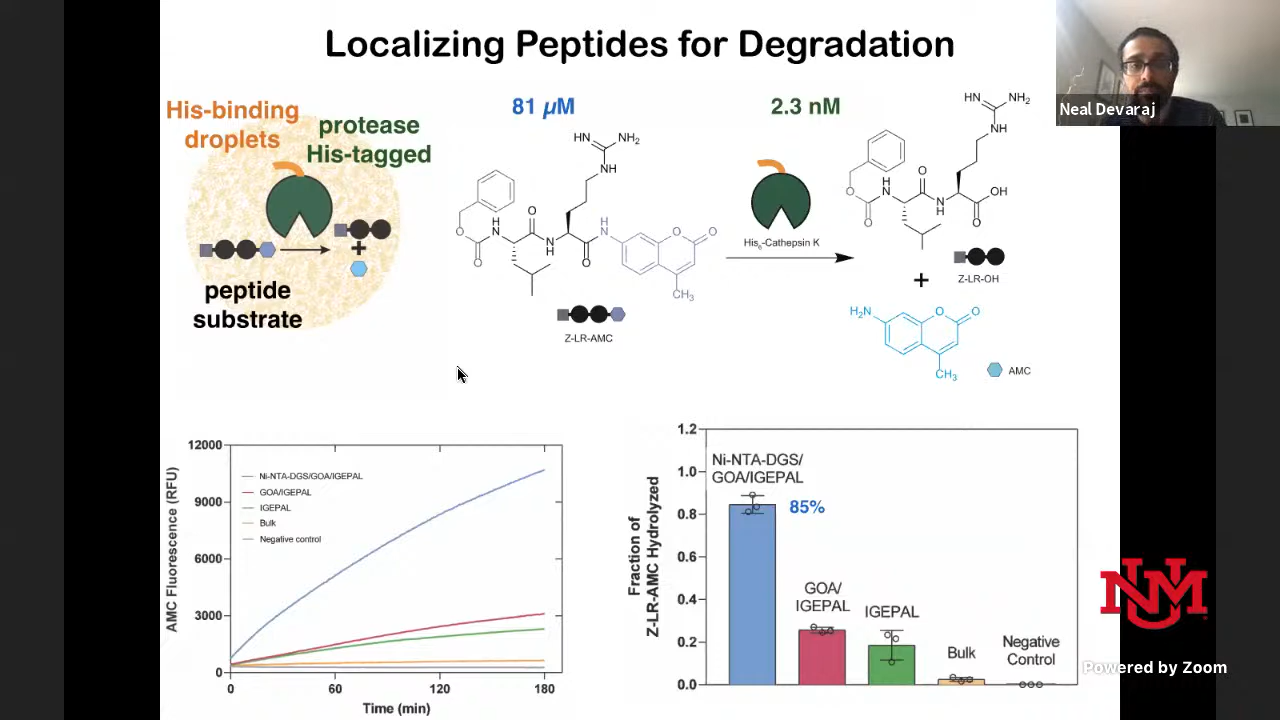 Localizing Peptides for Degradation
Neal Devaraj
His-binding
droplets
protease
His-tagged
peptide
substrate
+
81 µM
HN
NH₂
NH
O
H
N
H
N
O
N
H
O
O
O
O
CH₃
Z-LR-AMC
2.3 nM
His₆-Cathepsin K
HN
NH₂
NH
O
H
N
O
N
H
OH
O
O
Z-LR-OH
+
H₂N
O
O
CH₃
AMC
AMC Fluorescence (RFU)
12000
9000
6000
3000
0
Ni-NTA-DGS/GOA/IGEPAL
GOA/IGEPAL
IGEPAL
Bulk
Negative control
0
60
120
180
Time (min)
Fraction of
Z-LR-AMC Hydrolyzed
1.2
1.0
0.8
0.6
0.4
0.2
0.0
Ni-NTA-DGS/
GOA/IGEPAL
85%
GOA/
IGEPAL
IGEPAL
Bulk
Negative
Control
UNM
Powered by Zoom